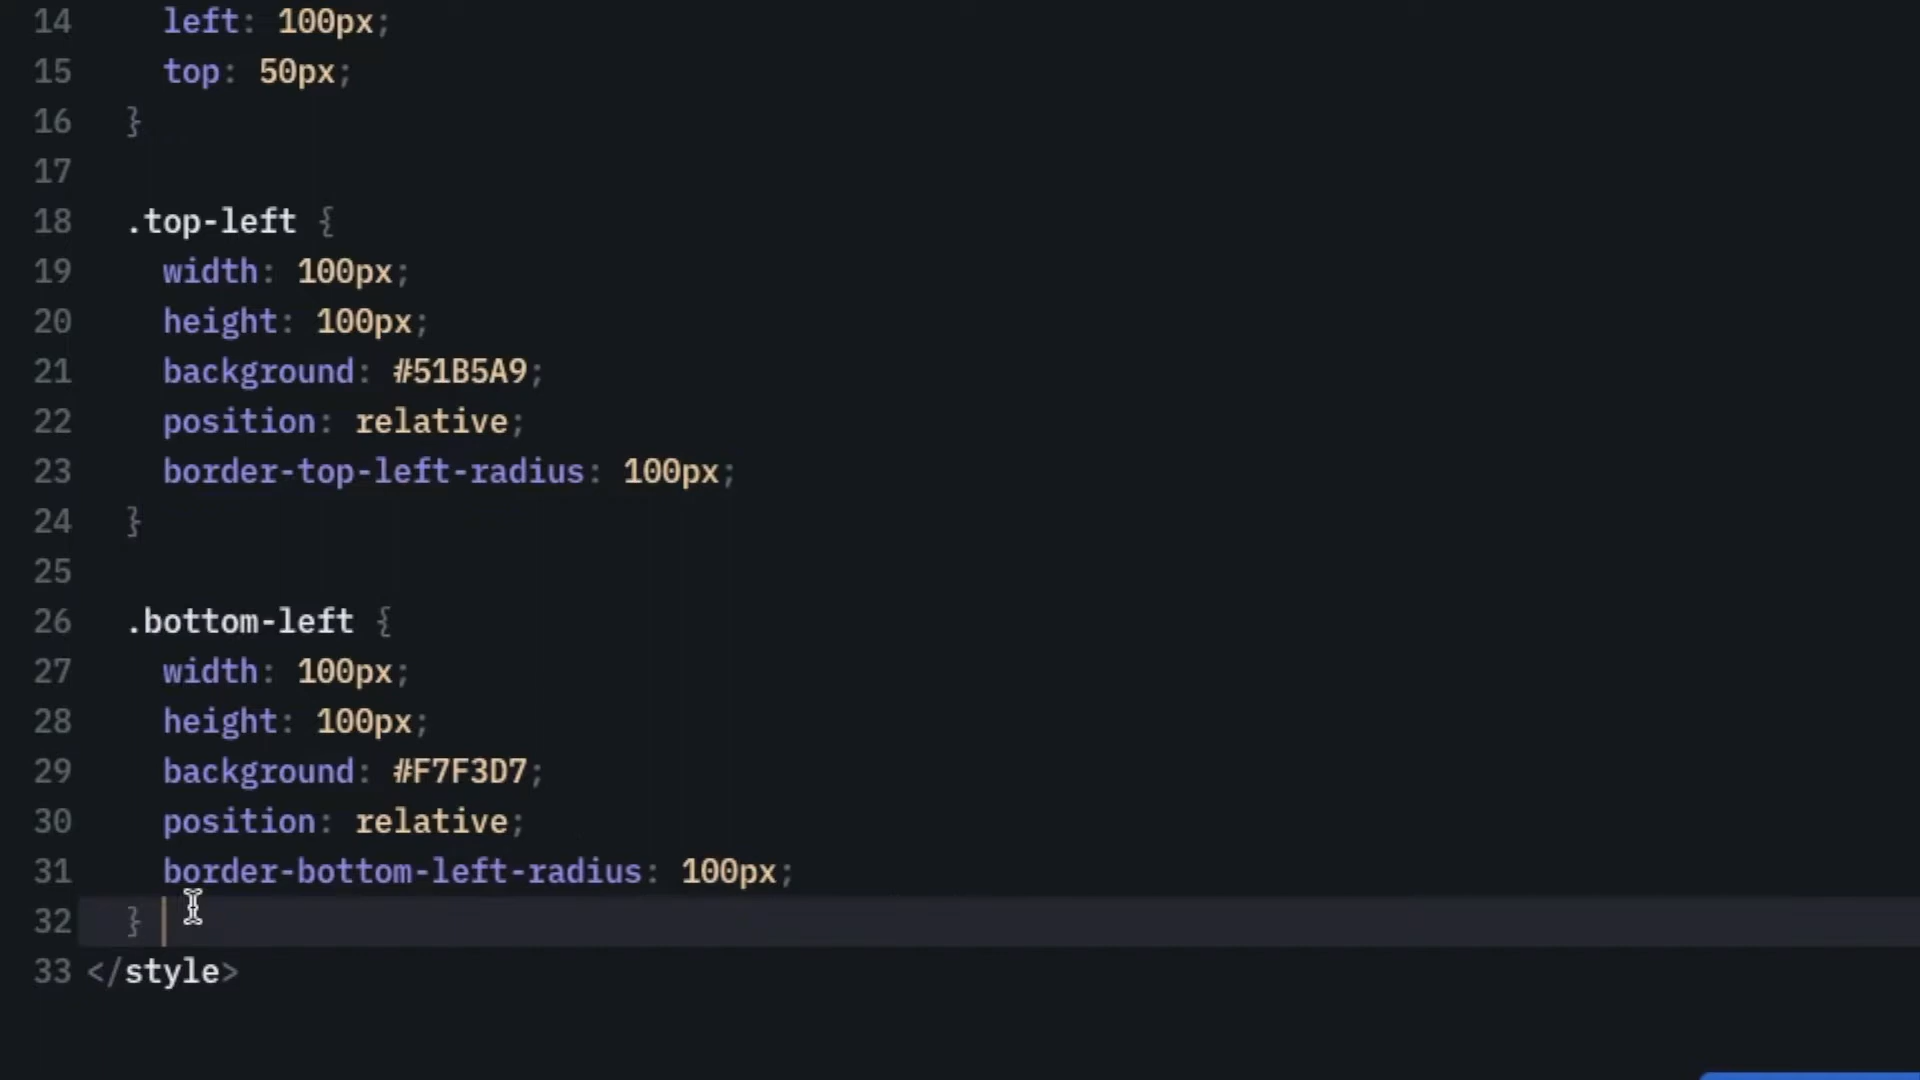 14 left: 100px;
15 top: 50px;
16 }
17
18 .top-left {
19 width: 100px;
20 height: 100px;
21 background: #51B5A9;
22 position: relative;
23 border-top-left-radius: 100px;
24 }
25
26 .bottom-left {
27 width: 100px;
28 height: 100px;
29 background: #F7F3D7;
30 position: relative;
31 border-bottom-left-radius: 100px;
32 }
33 </style>